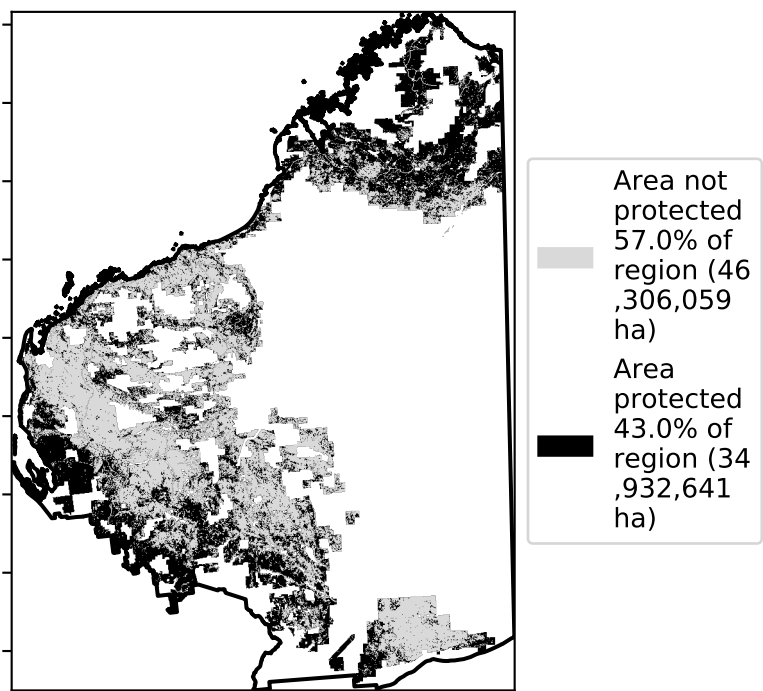 Area not
protected
57.0% of
region (46
,306,059
ha)
Area
protected
43.0% of
region (34
,932,641
ha)